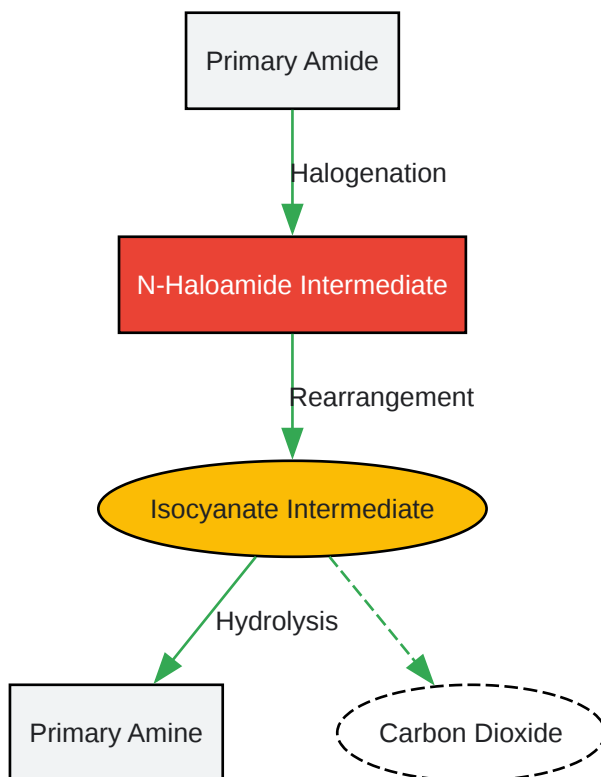 Primary Amide
Halogenation
N-Haloamide Intermediate
Rearrangement
Isocyanate Intermediate
Hydrolysis
Primary Amine
Carbon Dioxide